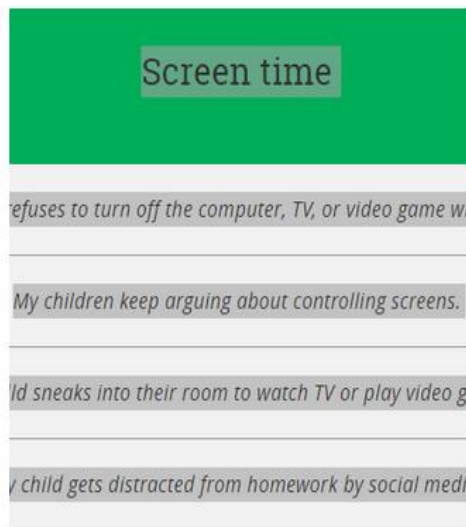 Screen time
refuses to turn off the computer, TV, or video game w
My children keep arguing about controlling screens.
ld sneaks into their room to watch TV or play video g
y child gets distracted from homework by social medi